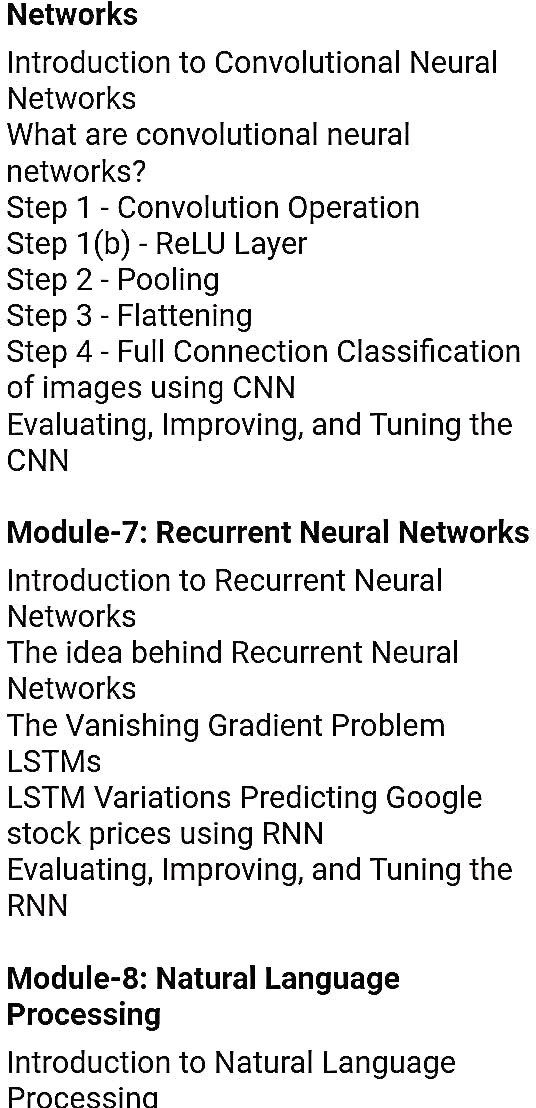 Networks
Introduction to Convolutional Neural
Networks
What are convolutional neural
networks?
Step 1 - Convolution Operation
Step 1(b) - ReLU Layer
Step 2 - Pooling
Step 3 - Flattening
Step 4 - Full Connection Classification
of images using CNN
Evaluating, Improving, and Tuning the
CNN
Module-7: Recurrent Neural Networks
Introduction to Recurrent Neural
Networks
The idea behind Recurrent Neural
Networks
The Vanishing Gradient Problem
LSTMs
LSTM Variations Predicting Google
stock prices using RNN
Evaluating, Improving, and Tuning the
RNN
Module-8: Natural Language
Processing
Introduction to Natural Language
Processing